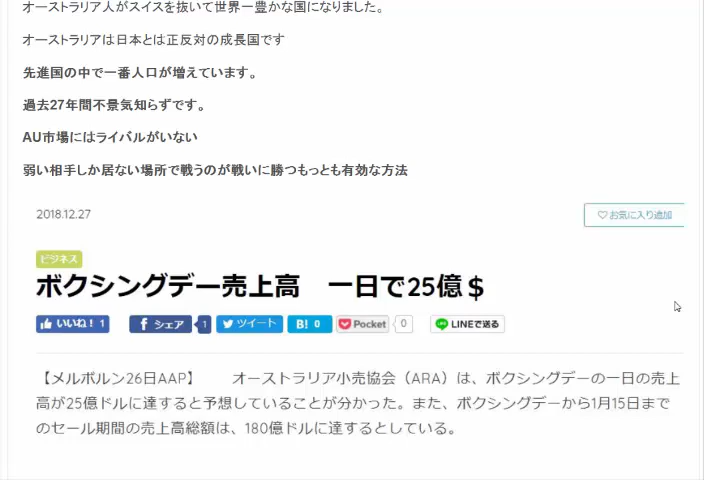 オーストラリア人がスイスを抜いて世界一豊かな国になりました。
オーストラリアは日本とは正反対の成長国です
先進国の中で一番人口が増えています。
過去27年間不景気知らずです。
AU市場にはライバルがいない
弱い相手しか居ない場所で戦うのが戦いに勝つもっとも有効な方法
2018.12.27
♡お気に入り追加
ビジネス
ボクシングデー売上高　一日で25億＄
いいね！ 1 シェア 1 ツイート B! 0 Pocket 0 LINEで送る
【メルボルン26日AAP】　　オーストラリア小売協会（ARA）は、ボクシングデーの一日の売上
高が25億ドルに達すると予想していることが分かった。また、ボクシングデーから1月15日まで
のセール期間の売上高総額は、180億ドルに達するとしている。